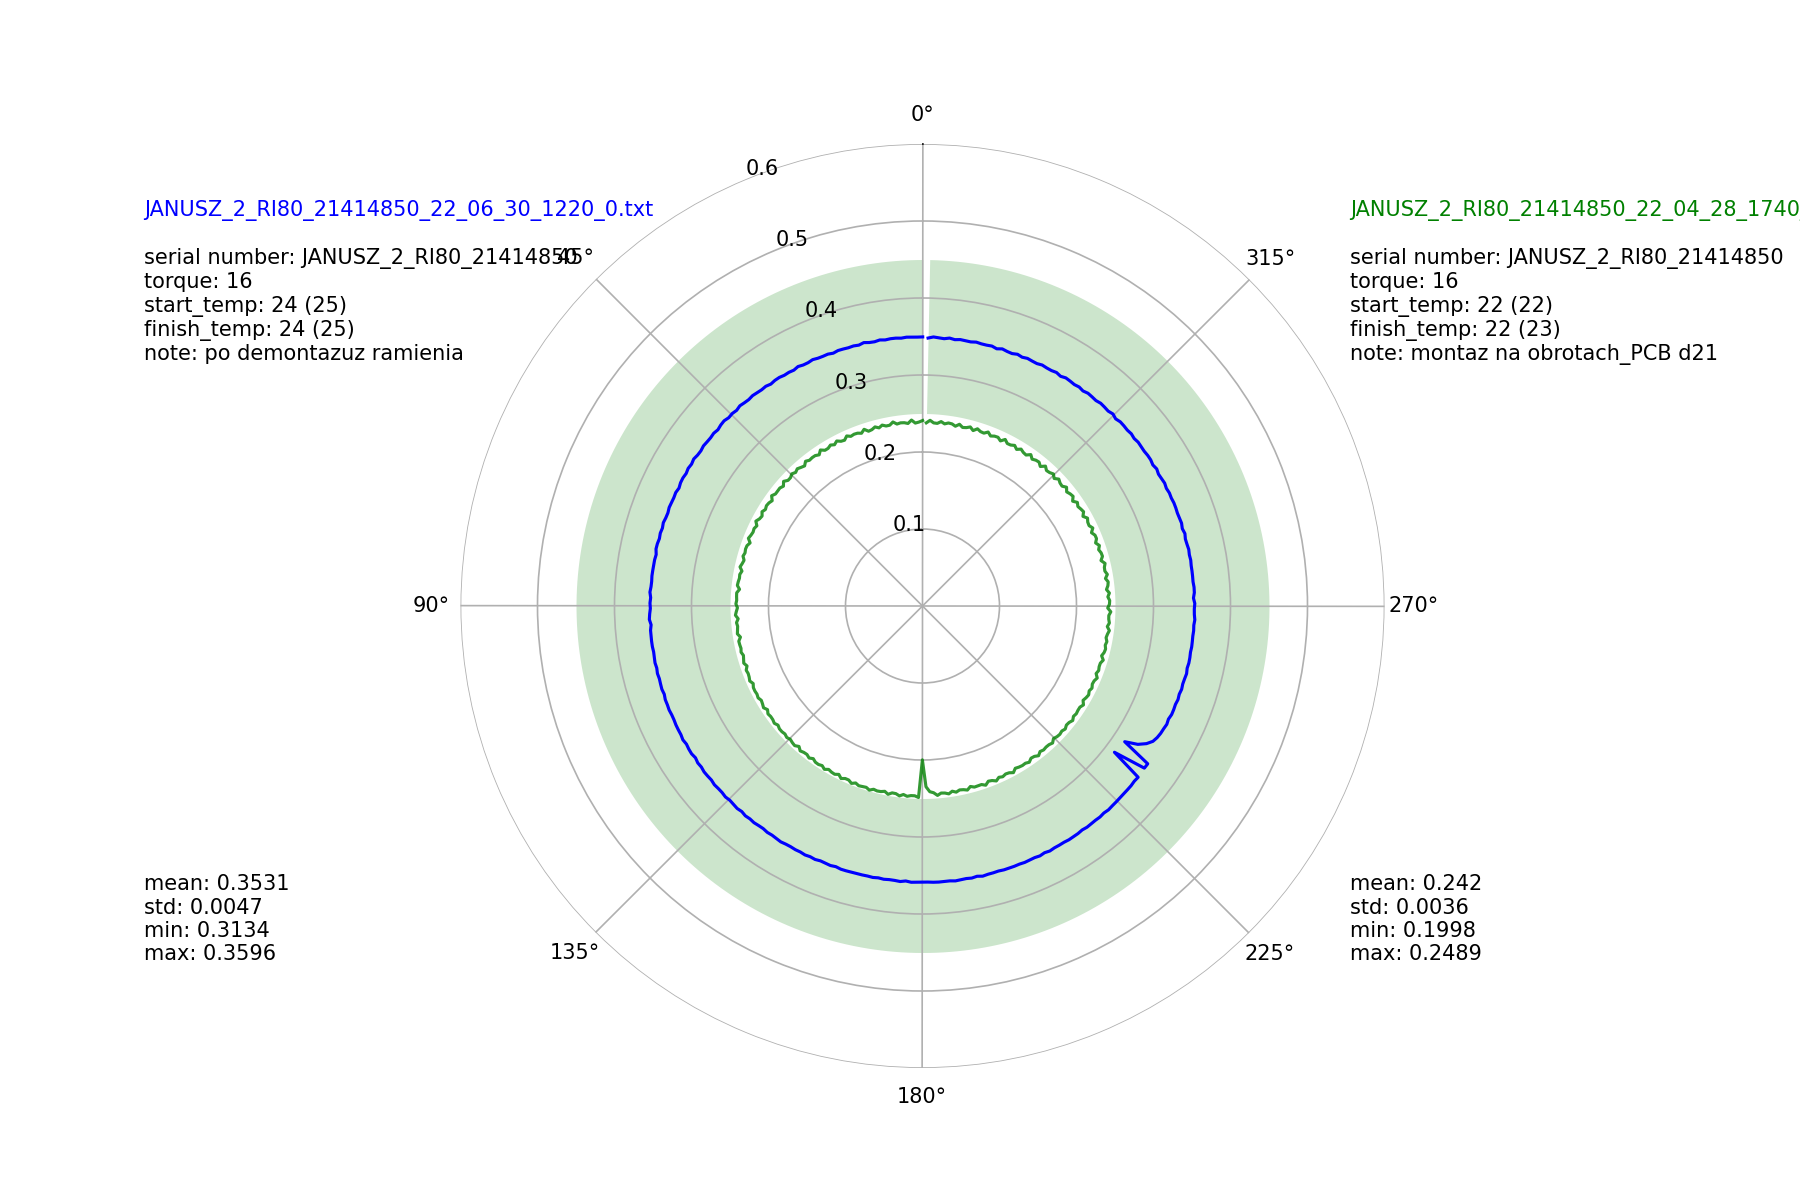 0°
0.6
JANUSZ_2_RI80_21414850_22_06_30_1220_0.txt
JANUSZ_2_RI80_21414850_22_04_28_1740
0.5
serial number: JANUSZ_2_RI80_21414850
45°
315°
serial number: JANUSZ_2_RI80_21414850
torque: 16
torque: 16
start_temp: 24 (25)
start_temp: 22 (22)
0.4
finish_temp: 24 (25)
finish_temp: 22 (23)
note: po demontazuz ramienia
note: montaz na obrotach_PCB d21
0.3
0.2
0.1
90°
270°
mean: 0.3531
std: 0.0047
min: 0.3134
max: 0.3596
mean: 0.242
std: 0.0036
min: 0.1998
max: 0.2489
135°
225°
180°